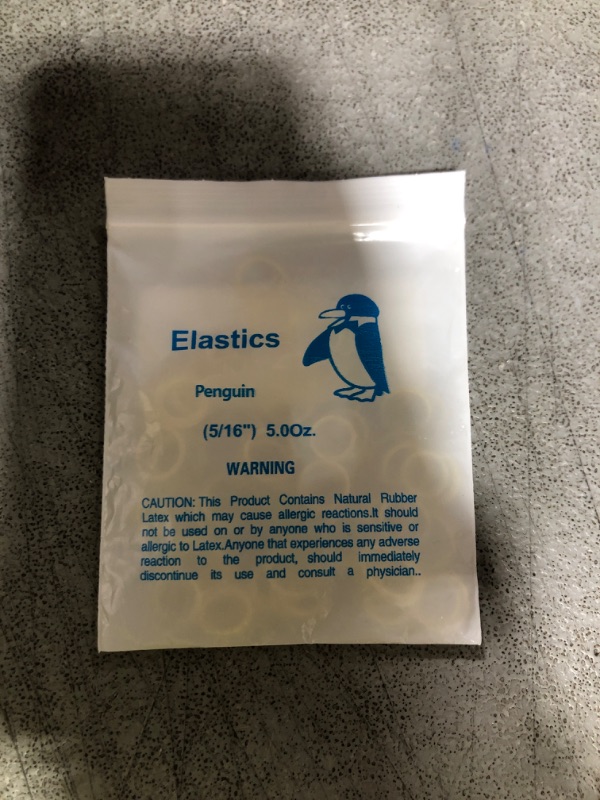 Elastics
Penguin
(5/16") 5.0Oz.
WARNING
CAUTION: This Product Contains Natural Rubber
Latex which may cause allergic reactions.It should
not be used on or by anyone who is sensitive or
allergic to Latex.Anyone that experiences any adverse
reaction to the product, should immediately
discontinue its use and consult a physician..